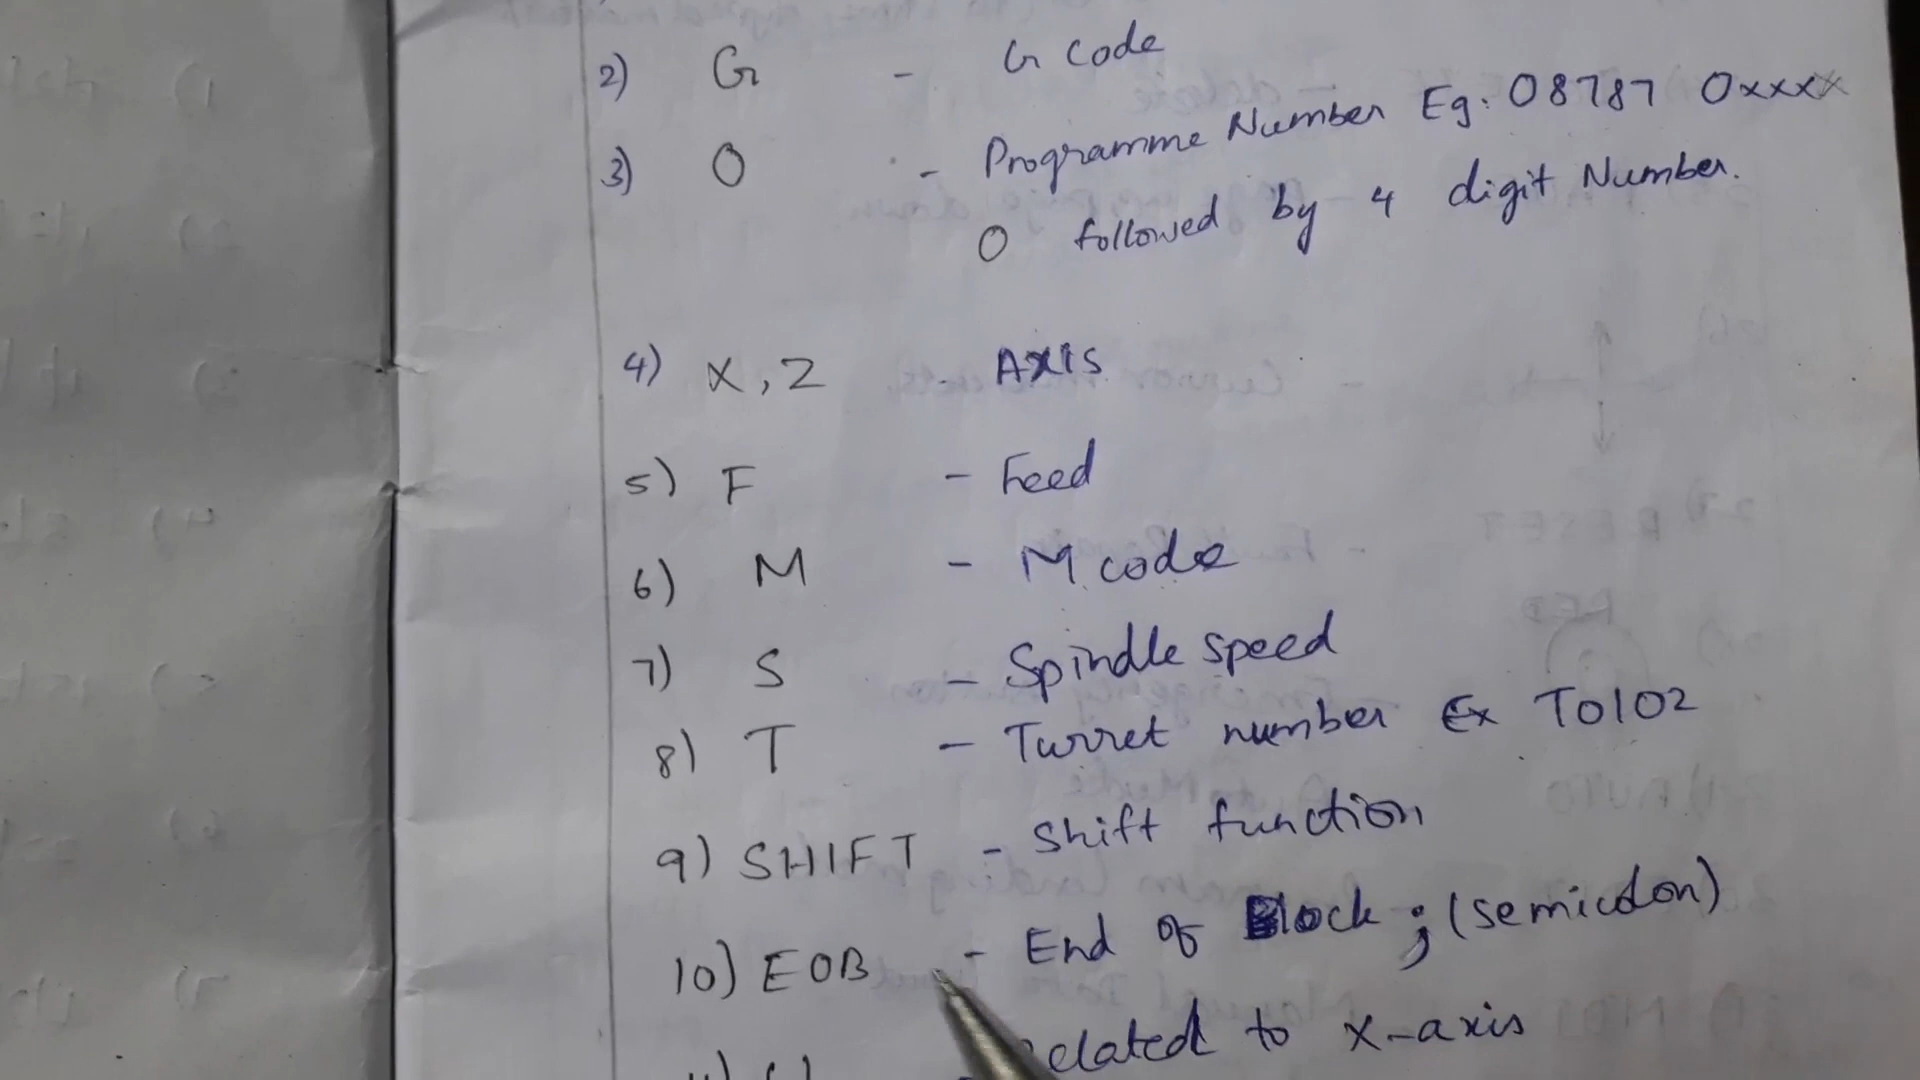 2) G - G code
3) O - Programme Number Eg: O8787 Oxxxx
O followed by 4 digit Number.
4) X, Z - AXIS
5) F - Feed
6) M - M code
7) S - Spindle speed
8) T - Turret number Ex T0102
9) SHIFT - Shift function
10) EOB - End of Block ; (semicolon)
to x-axis